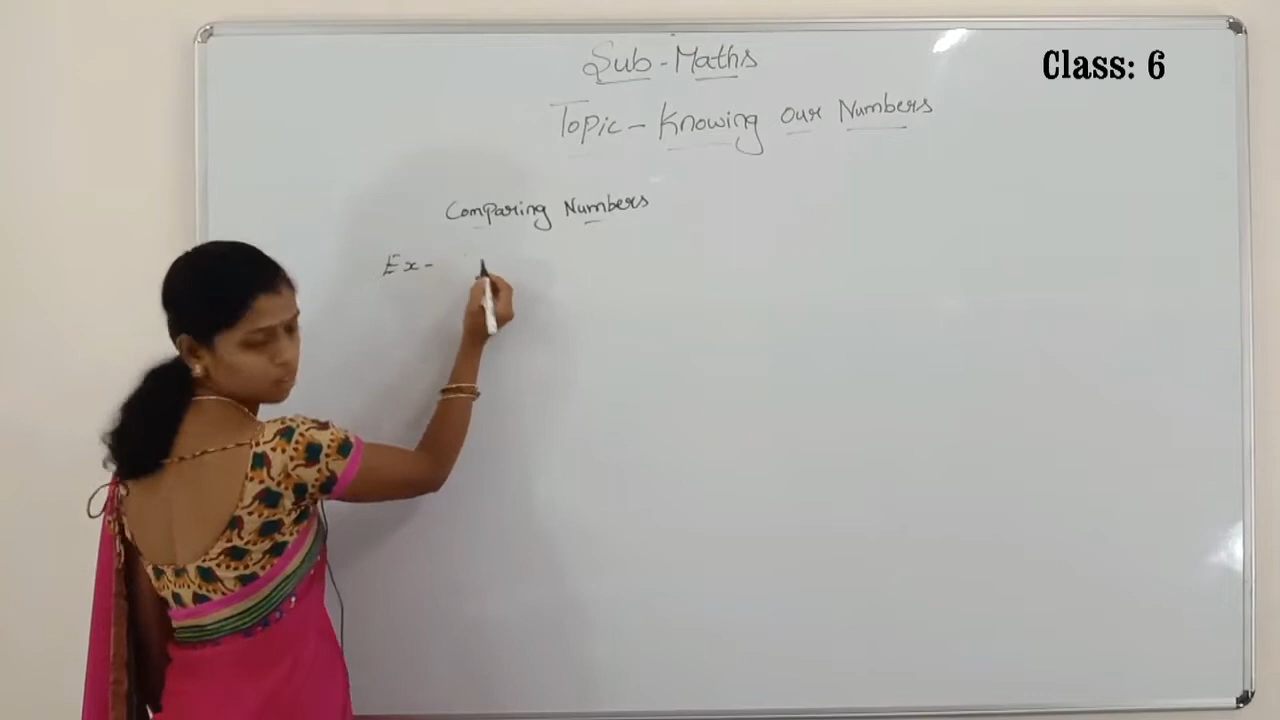 Sub - Maths
Class: 6
Topic - Knowing our Numbers
Comparing Numbers
Ex -